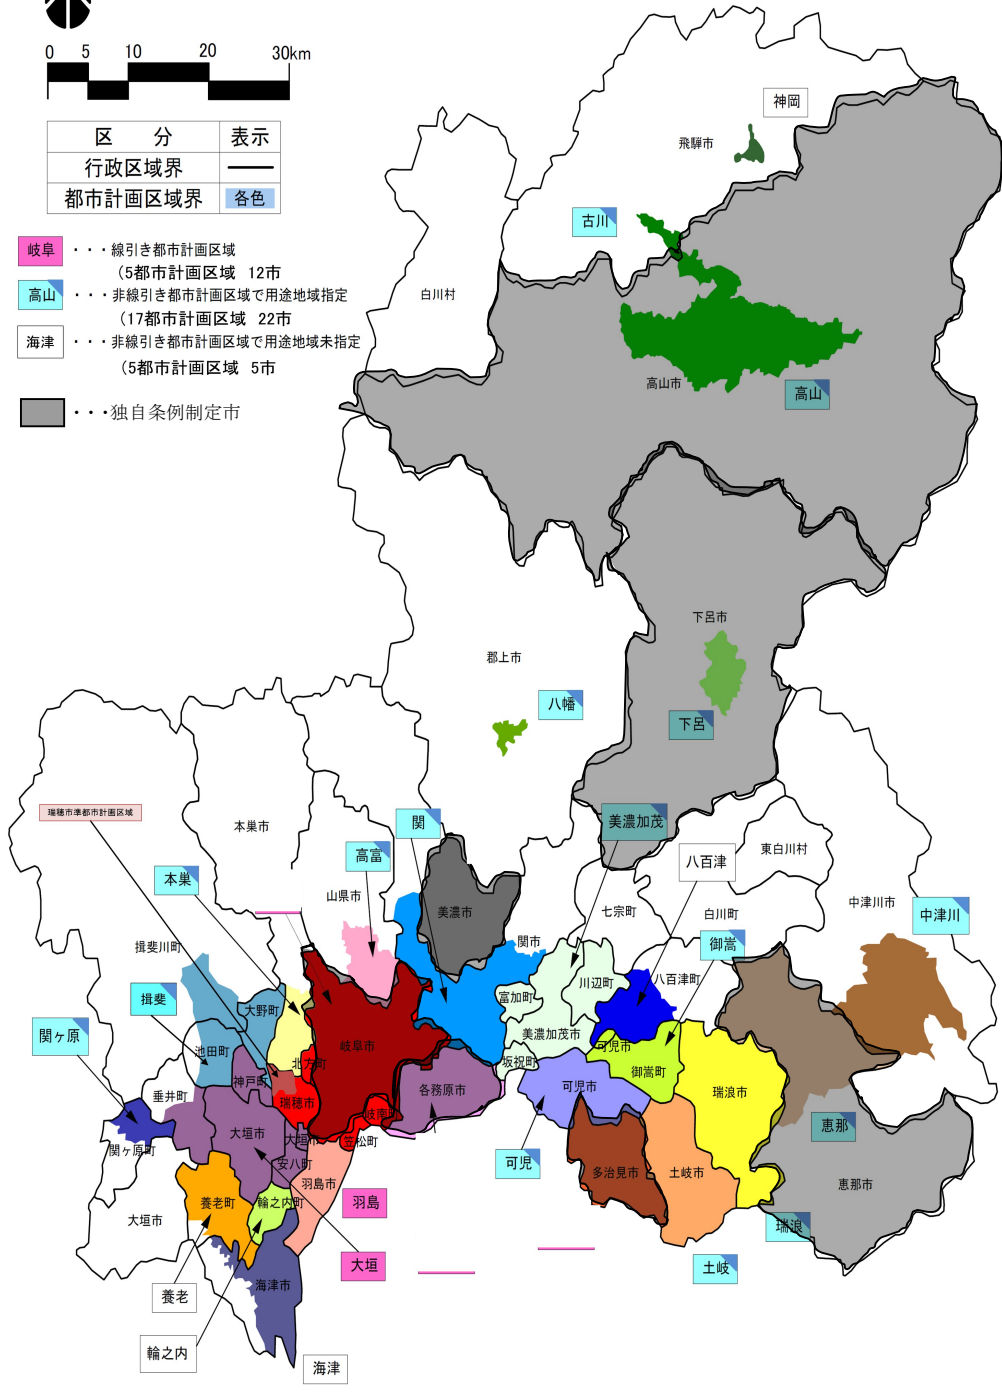 0 5 10 20 30km
区 分 表示
行政区域界
都市計画区域界 各色
岐阜 ・・・線引き都市計画区域
(5都市計画区域 12市
高山 ・・・非線引き都市計画区域で用途地域指定
(17都市計画区域 22市
海津 ・・・非線引き都市計画区域で用途地域未指定
(5都市計画区域 5市
・・・独自条例制定市
神岡
飛騨市
古川
白川村
高山市
高山
下呂市
郡上市
八幡
下呂
瑞穂市準都市計画区域
本巣市
関
美濃加茂
高富
八百津
東白川村
本巣
山県市
美濃市
七宗町
白川町
中津川市
中津川
揖斐川町
関市
御嵩
揖斐
大野町
富加町
川辺町
八百津町
関ヶ原
池田町
北方町
岐阜市
美濃加茂市
可児市
坂祝町
垂井町
神戸町
瑞穂市
岐南町
各務原市
可児市
御嵩町
瑞浪市
関ヶ原町
大垣市
大垣市
笠松町
恵那
安八町
可児
多治見市
土岐市
恵那市
大垣市
養老町
輪之内町
羽島市
羽島
瑞浪
大垣
土岐
海津市
養老
輪之内
海津